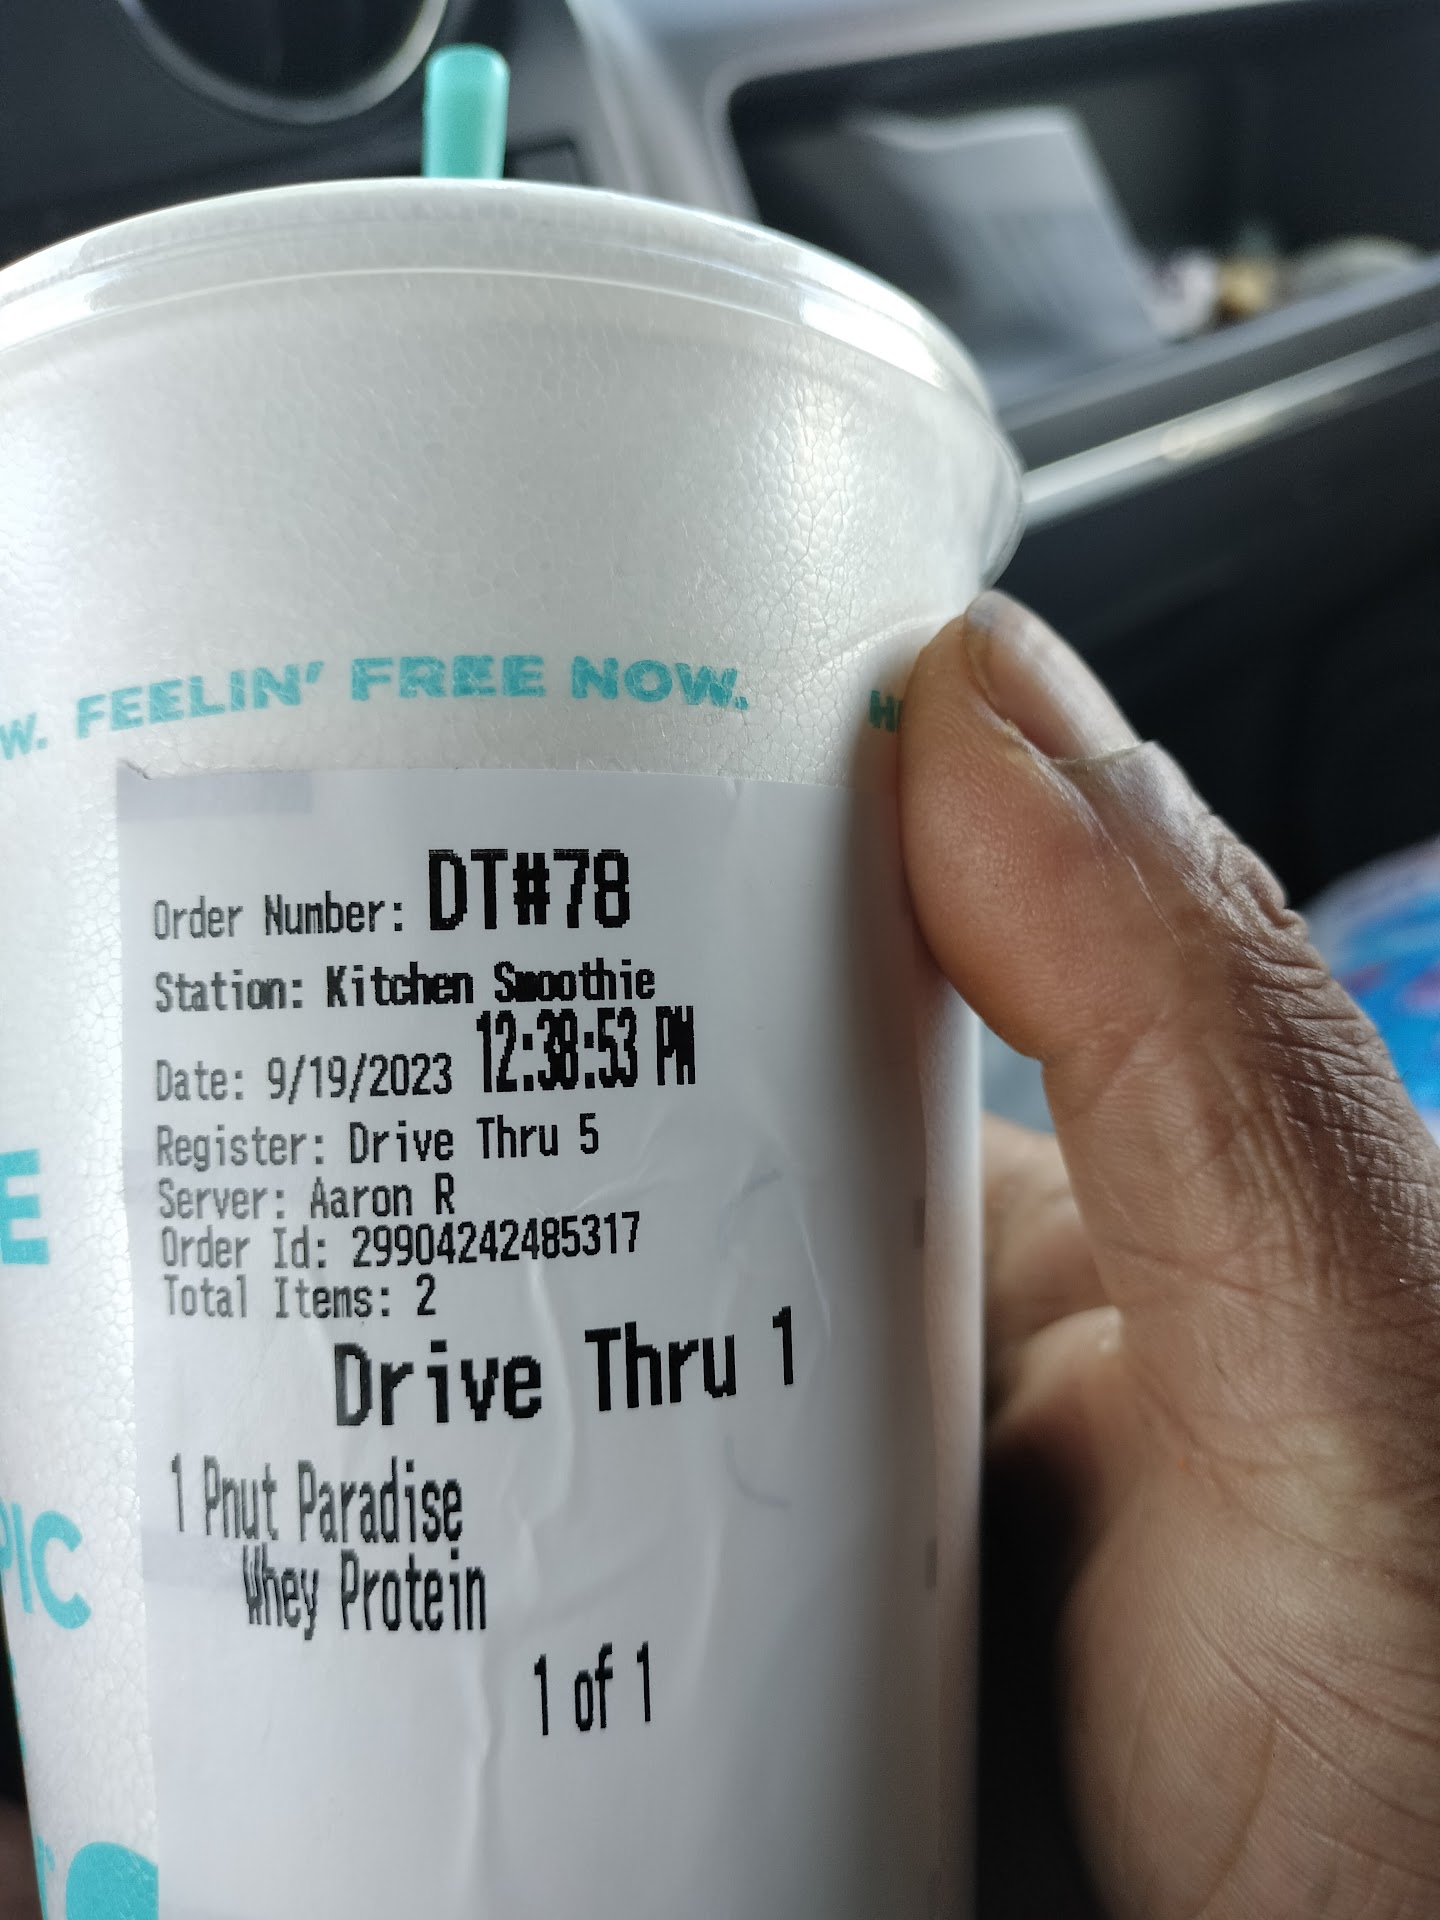 W. FEELIN' FREE NOW.
Order Number: DT#78
Station: Kitchen Smoothie
Date: 9/19/2023 12:38:53 PM
Register: Drive Thru 5
Server: Aaron R
Order Id: 29904242485317
Total Items: 2
Drive Thru 1
1 Pnut Paradise
Whey Protein
1 of 1
E
PIC